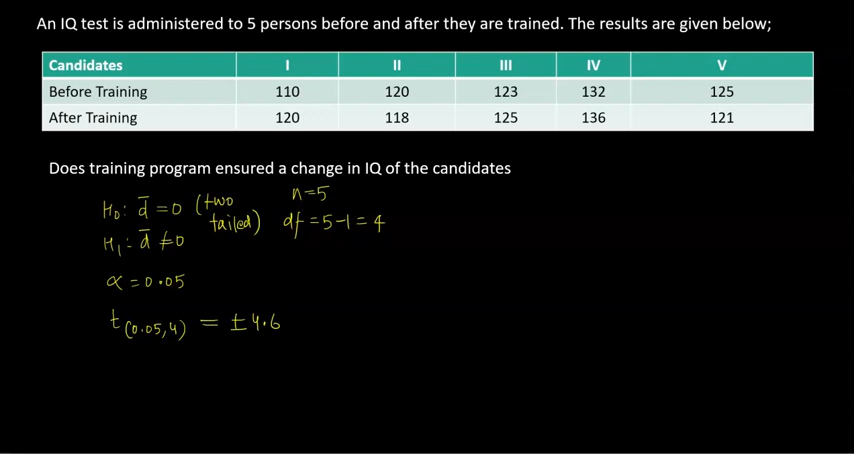 An IQ test is administered to 5 persons before and after they are trained. The results are given below;
Candidates I II III IV V
Before Training 110 120 123 132 125
After Training 120 118 125 136 121
Does training program ensured a change in IQ of the candidates
H₀: d̄ = 0 (two tailed) n=5
H₁: d̄ ≠ 0 df = 5-1 = 4
α = 0.05
t(0.05,4) = ±4.6